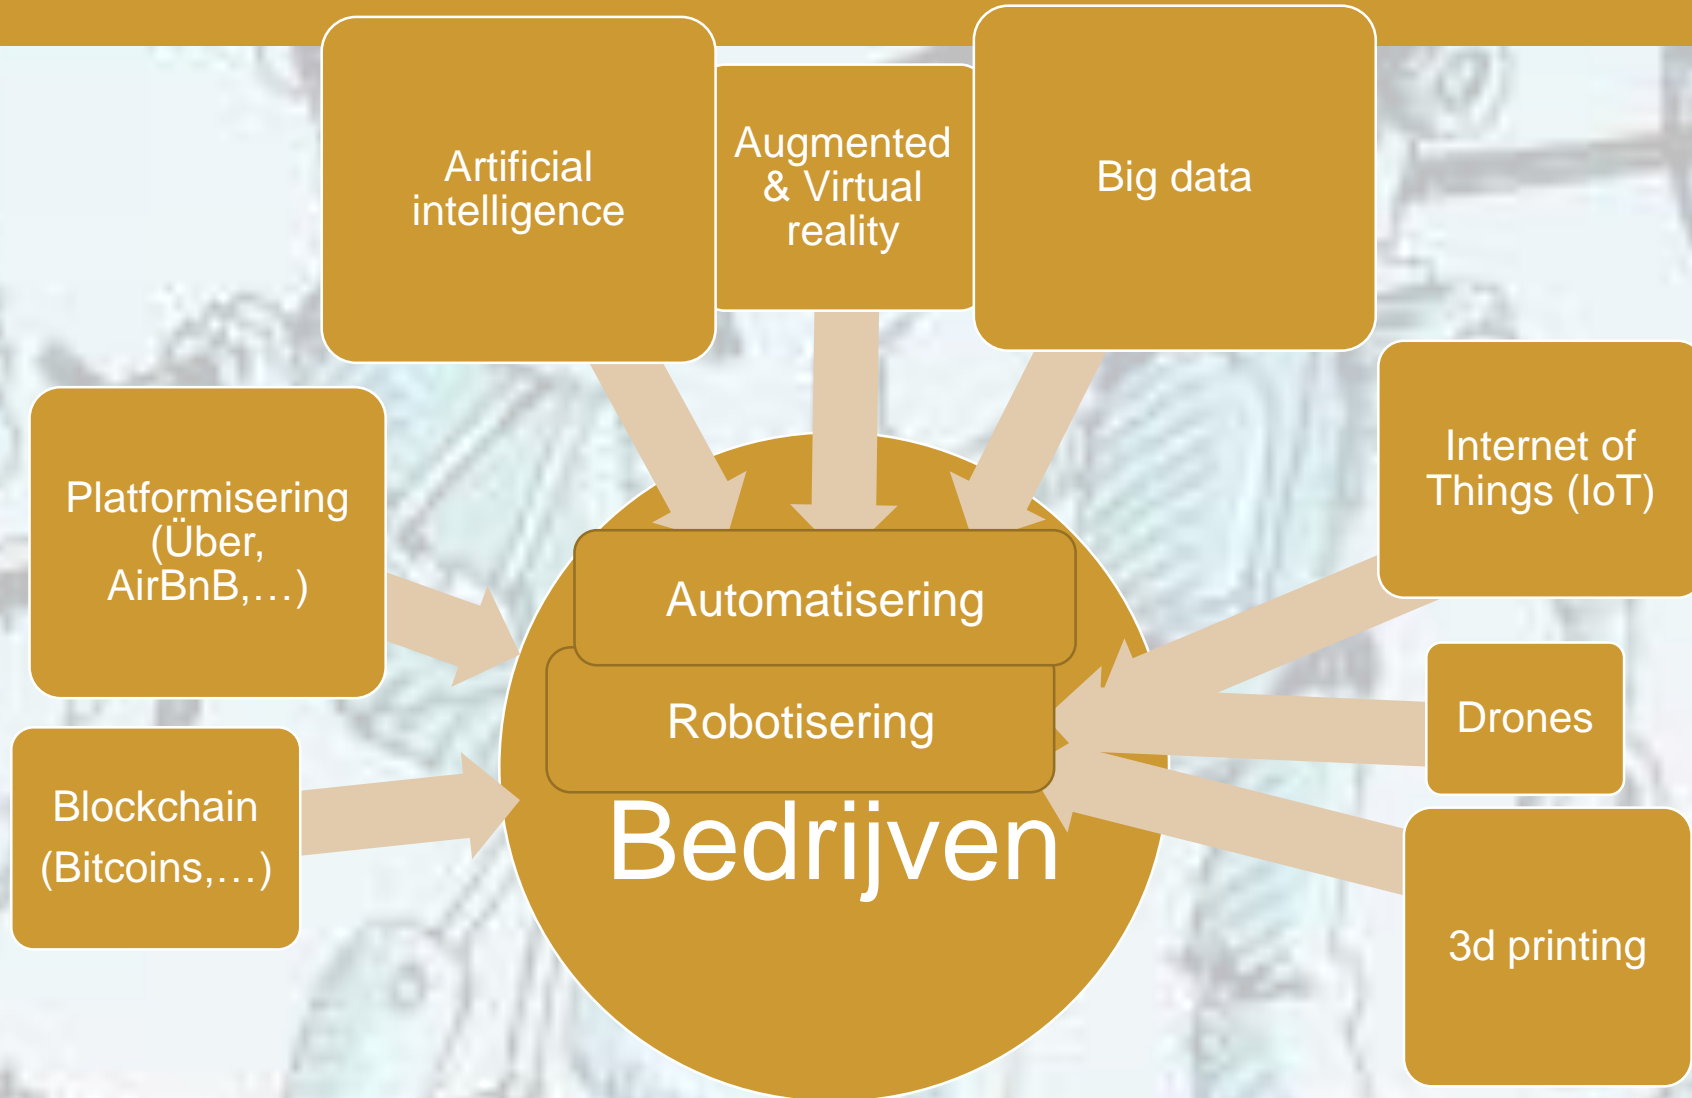 Artificial
intelligence
Augmented
& Virtual
reality
Big data
Platformisering
(Über,
AirBnB,…)
Internet of
Things (IoT)
Automatisering
Robotisering
Drones
Blockchain
(Bitcoins,…)
Bedrijven
3d printing